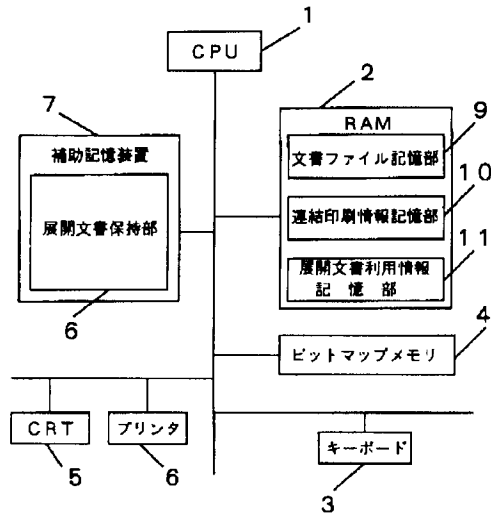 1
CPU
2
7
RAM
9
補助記憶装置
文書ファイル記憶部
10
展開文書保持部
連結印刷情報記憶部
11
展開文書利用情報
記憶部
6
4
ビットマップメモリ
CRT
プリンタ
キーボード
5
6
3